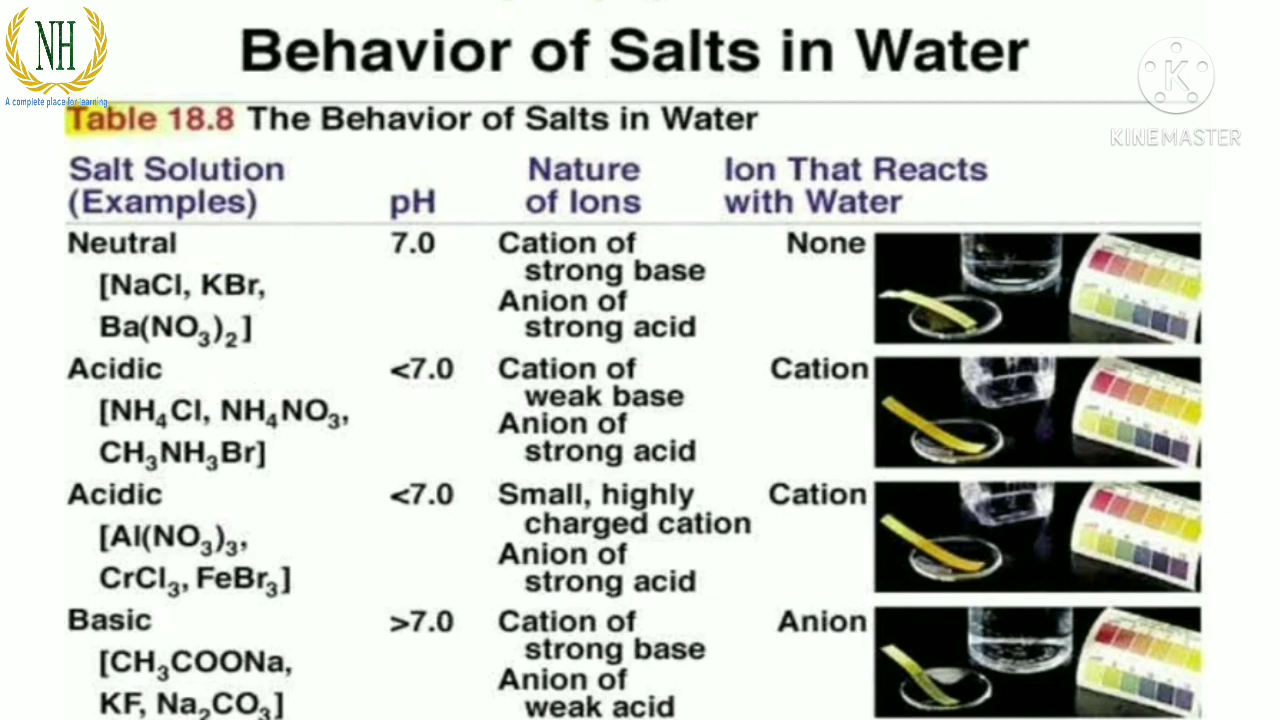 NH
A complete place for learning
Behavior of Salts in Water
K
KINEMASTER
Table 18.8 The Behavior of Salts in Water
Salt Solution (Examples)
pH
Nature of Ions
Ion That Reacts with Water
Neutral 7.0 Cation of None
strong base
[NaCl, KBr,
Anion of
Ba(NO₃)₂] strong acid
Acidic <7.0 Cation of Cation
weak base
[NH₄Cl, NH₄NO₃,
Anion of
CH₃NH₃Br] strong acid
Acidic <7.0 Small, highly Cation
charged cation
[Al(NO₃)₃,
Anion of
CrCl₃, FeBr₃] strong acid
Basic >7.0 Cation of Anion
strong base
[CH₃COONa,
Anion of
KF, Na₂CO₃] weak acid